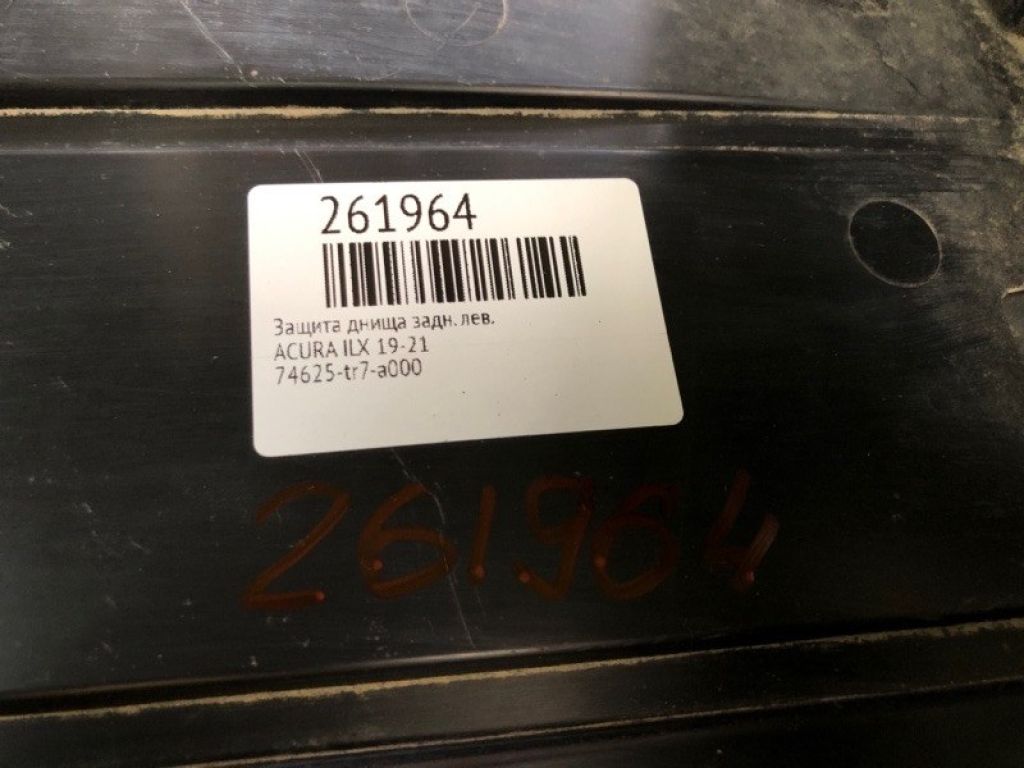 261964
Защита днища задн. лев.
ACURA ILX 19-21
74625-tr7-a000
261964